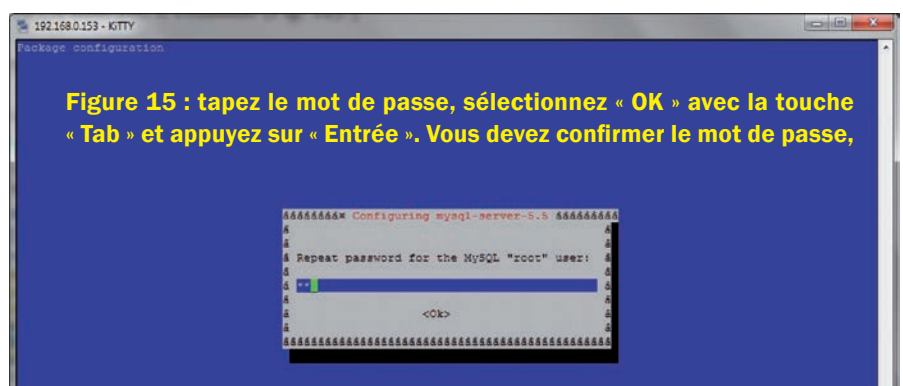 192.168.0.153 - KiTTY
Package configuration
Figure 15 : tapez le mot de passe, sélectionnez « OK » avec la touche
« Tab » et appuyez sur « Entrée ». Vous devez confirmer le mot de passe,
Configuring mysql-server-5.5
Repeat password for the MySQL "root" user:
**
<Ok>